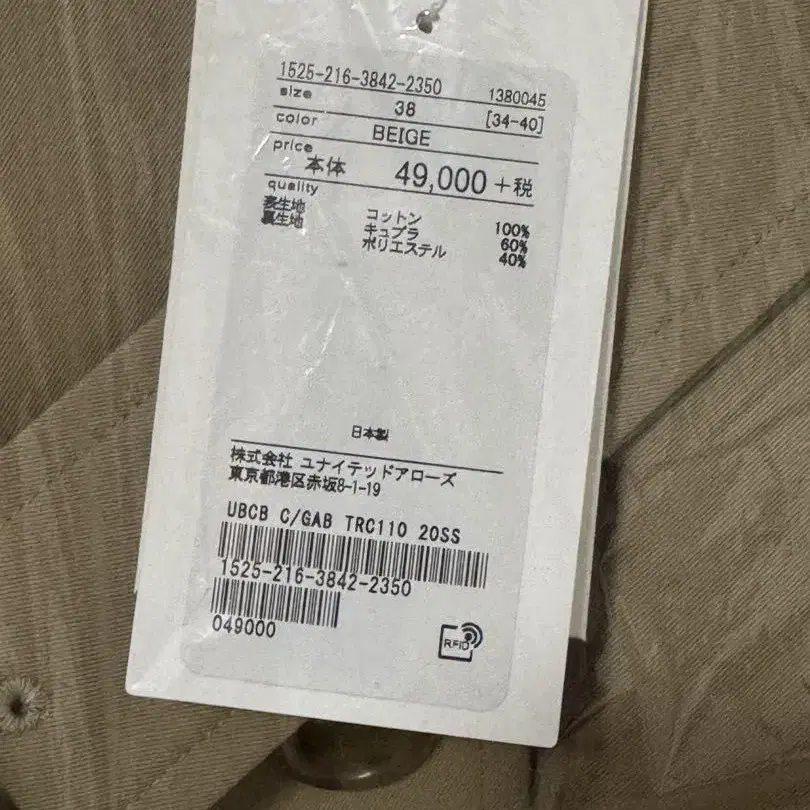 1525-216-3842-2350 1380045
size 38 [34-40]
color BEIGE
price 本体 49,000 +税
quality
表生地 コットン 100%
裏生地 キュプラ 60%
ポリエステル 40%
日本製
株式会社 ユナイテッドアローズ
東京都港区赤坂8-1-19
UBCB C/GAB TRC110 20SS
1525-216-3842-2350
049000
RFID